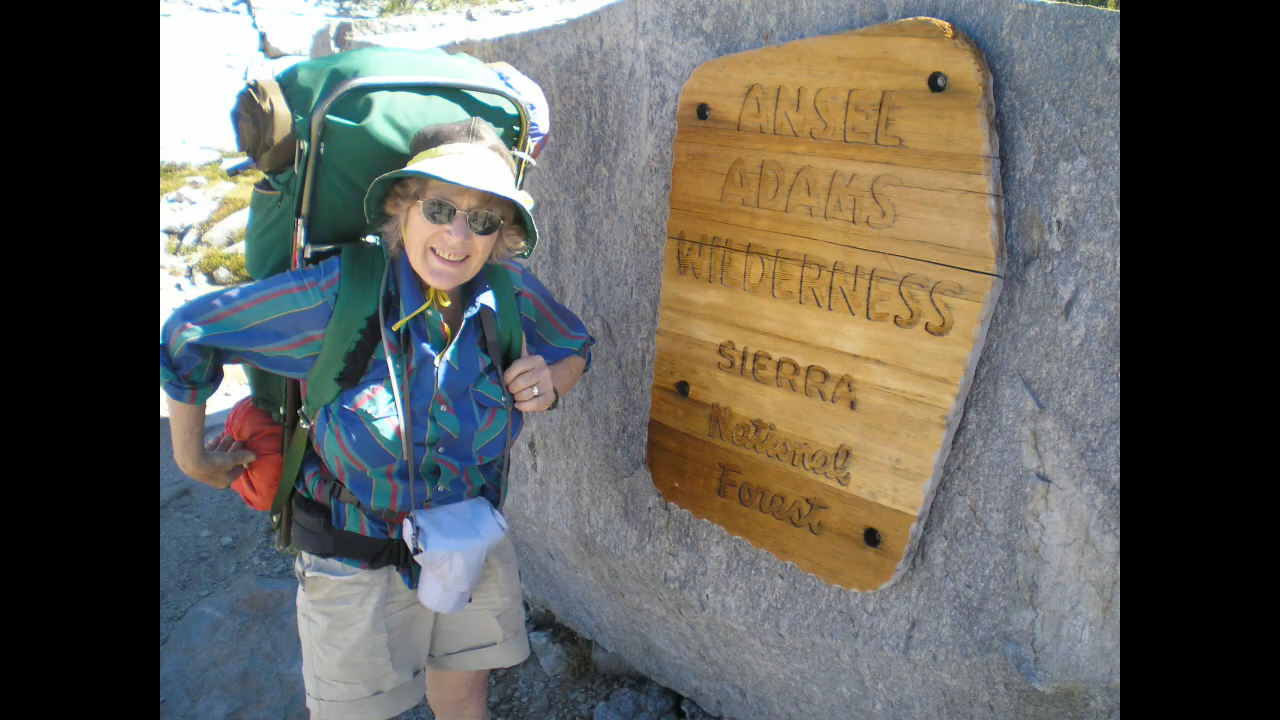 ANSEL
ADAMS
WILDERNESS
SIERRA
National
Forest